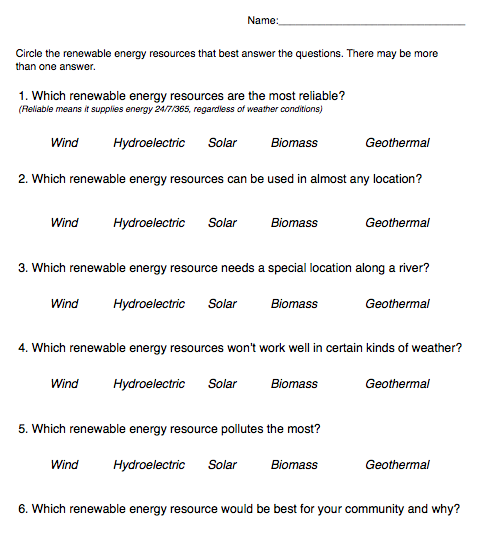 Name:________________________________
Circle the renewable energy resources that best answer the questions. There may be more
than one answer.
1. Which renewable energy resources are the most reliable?
(Reliable means it supplies energy 24/7/365, regardless of weather conditions)
Wind Hydroelectric Solar Biomass Geothermal
2. Which renewable energy resources can be used in almost any location?
Wind Hydroelectric Solar Biomass Geothermal
3. Which renewable energy resource needs a special location along a river?
Wind Hydroelectric Solar Biomass Geothermal
4. Which renewable energy resources won't work well in certain kinds of weather?
Wind Hydroelectric Solar Biomass Geothermal
5. Which renewable energy resource pollutes the most?
Wind Hydroelectric Solar Biomass Geothermal
6. Which renewable energy resource would be best for your community and why?